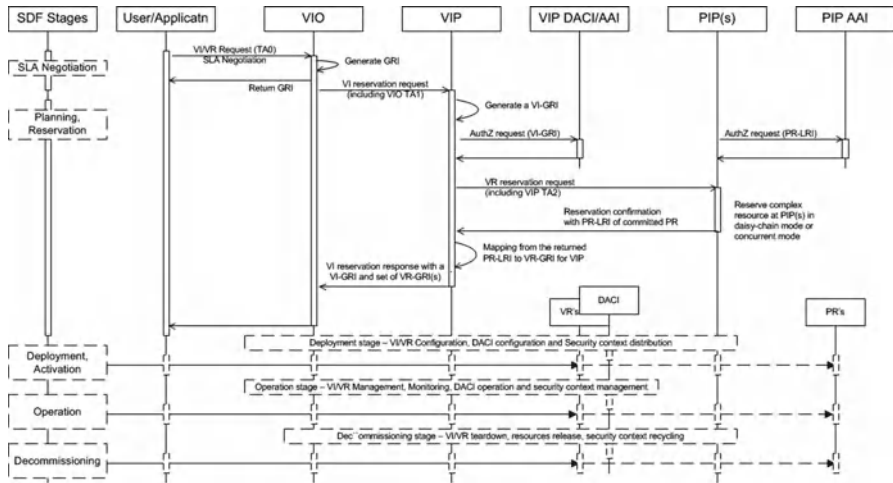 SDF Stages
User/Applicatn
VIO
VIP
VIP DACI/AAI
PIP(s)
PIP AAI
VI/VR Request (TA0)
SLA Negotiation
SLA Negotiation
Generate GRI
Return GRI
VI reservation request
(including VIO TA1)
Planning,
Reservation
Generate a VI-GRI
AuthZ request (VI-GRI)
AuthZ request (PR-LRI)
VR reservation request
(including VIP TA2)
Reservation confirmation
with PR-LRI of committed PR
Reserve complex
resource at PIP(s) in
daisy-chain mode or
concurrent mode
Mapping from the returned
PR-LRI to VR-GRI for VIP
VI reservation response with a
VI-GRI and set of VR-GRI(s)
DACI
VR's
PR's
Deployment stage – VI/VR Configuration, DACI configuration and Security context distribution
Deployment,
Activation
Operation stage – VI/VR Management, Monitoring, DACI operation and security context management
Operation
Dec¨ommissioning stage – VI/VR teardown, resources release, security context recycling
Decommissioning